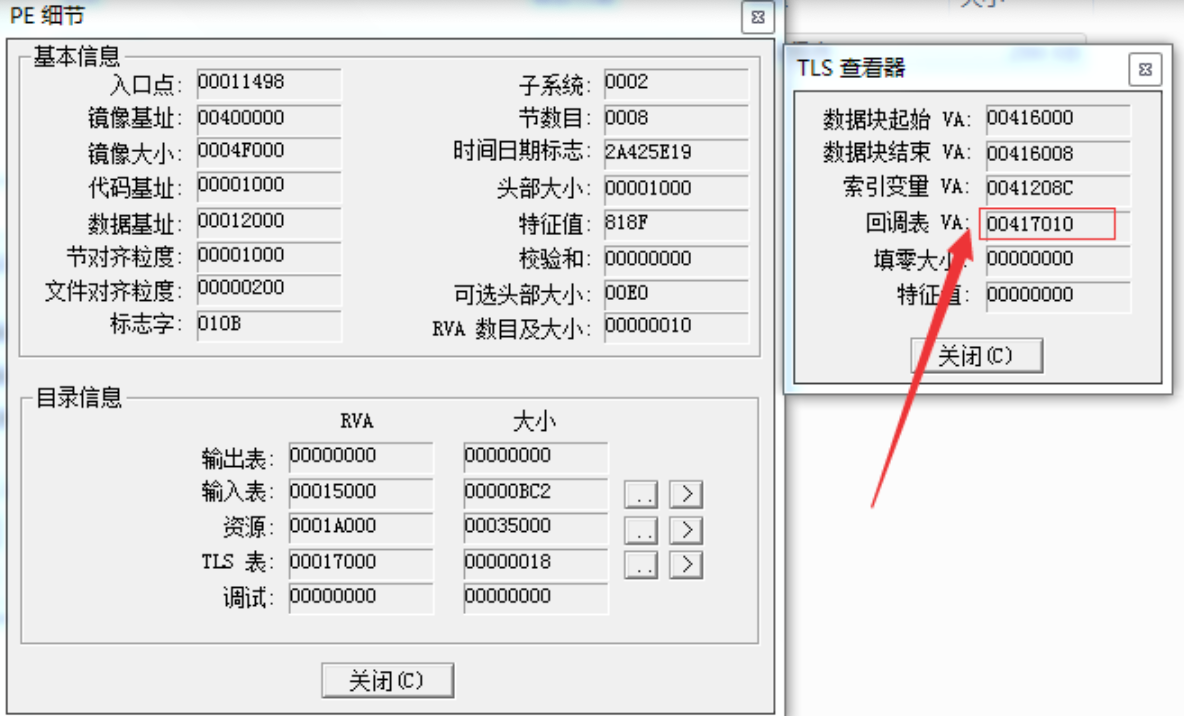 PE 细节
基本信息
入口点: 00011498 子系统: 0002
镜像基址: 00400000 节数目: 0008
镜像大小: 0004F000 时间日期标志: 2A425E19
代码基址: 00001000 头部大小: 00001000
数据基址: 00012000 特征值: 818F
节对齐粒度: 00001000 校验和: 00000000
文件对齐粒度: 00000200 可选头部大小: 00E0
标志字: 010B RVA 数目及大小: 00000010
目录信息
RVA 大小
输出表: 00000000 00000000
输入表: 00015000 00000BC2 .. >
资源: 0001A000 00035000 .. >
TLS 表: 00017000 00000018 .. >
调试: 00000000 00000000
关闭(C)
TLS 查看器
数据块起始 VA: 00416000
数据块结束 VA: 00416008
索引变量 VA: 0041208C
回调表 VA: 00417010
填零大小: 00000000
特征值: 00000000
关闭(C)